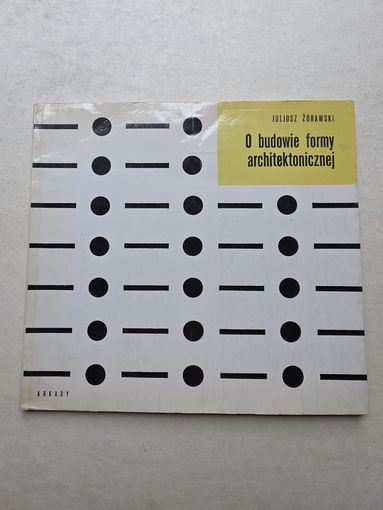 JULIUSZ ŻÓRAWSKI
O budowie formy
architektonicznej
ARKADY